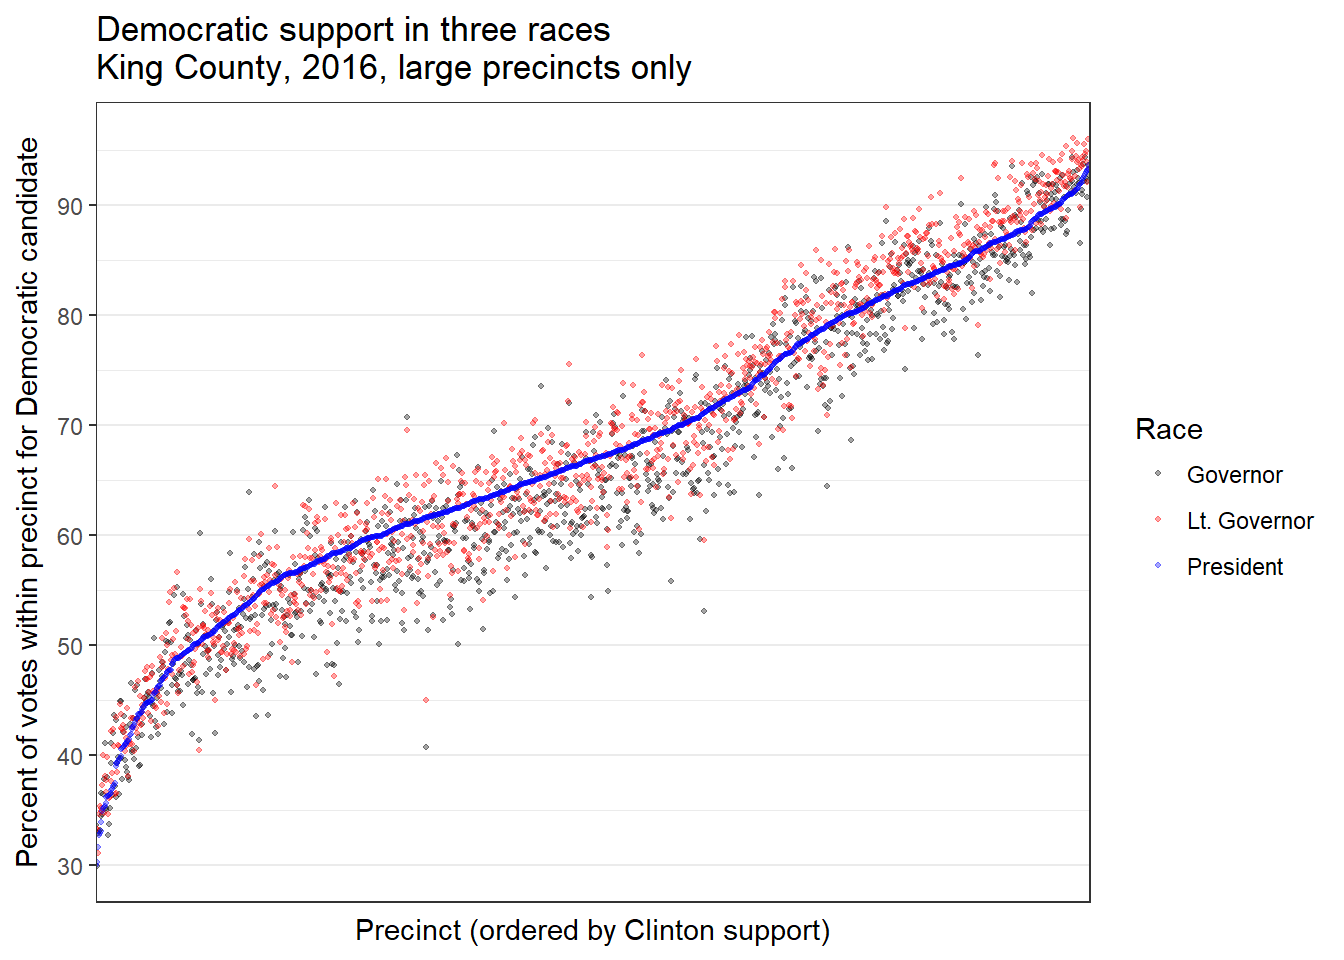 Democratic support in three races
King County, 2016, large precincts only
Percent of votes within precinct for Democratic candidate
90
80
70
60
50
40
30
Precinct (ordered by Clinton support)
Race
Governor
Lt. Governor
President